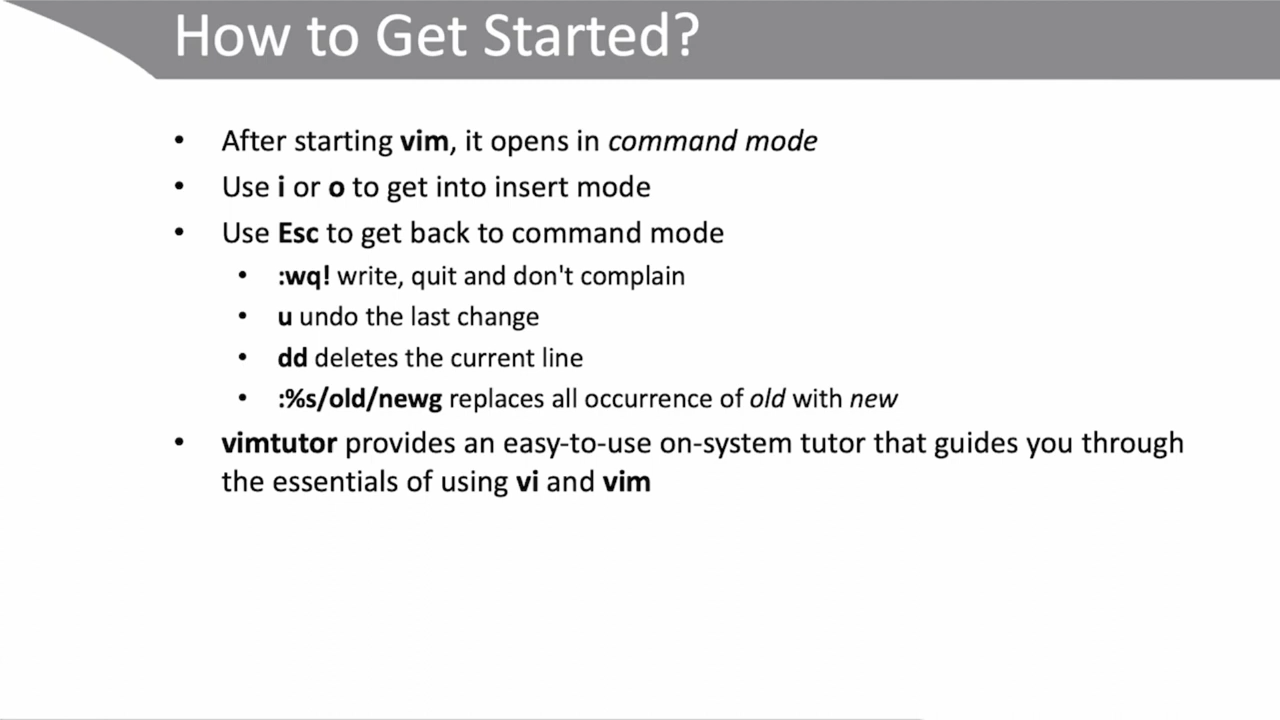 How to Get Started?
• After starting vim, it opens in command mode
• Use i or o to get into insert mode
• Use Esc to get back to command mode
• :wq! write, quit and don't complain
• u undo the last change
• dd deletes the current line
• :%s/old/newg replaces all occurrence of old with new
• vimtutor provides an easy-to-use on-system tutor that guides you through
the essentials of using vi and vim